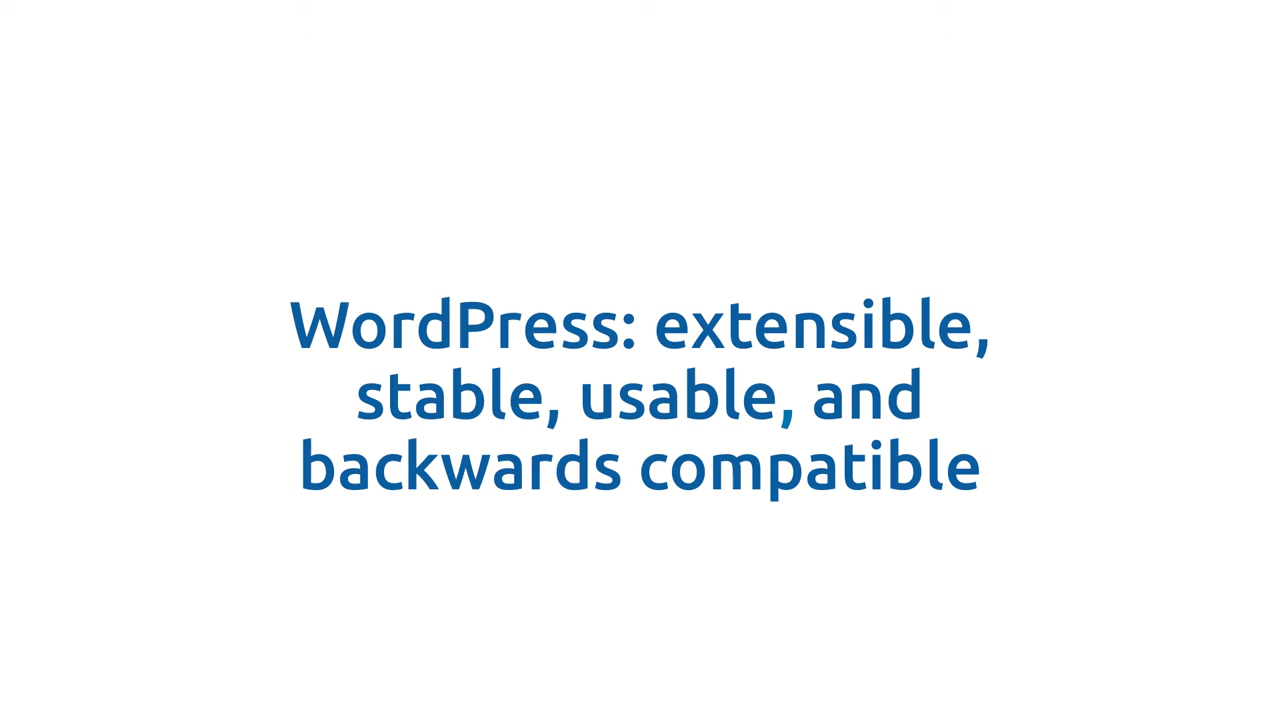 WordPress: extensible,
stable, usable, and
backwards compatible